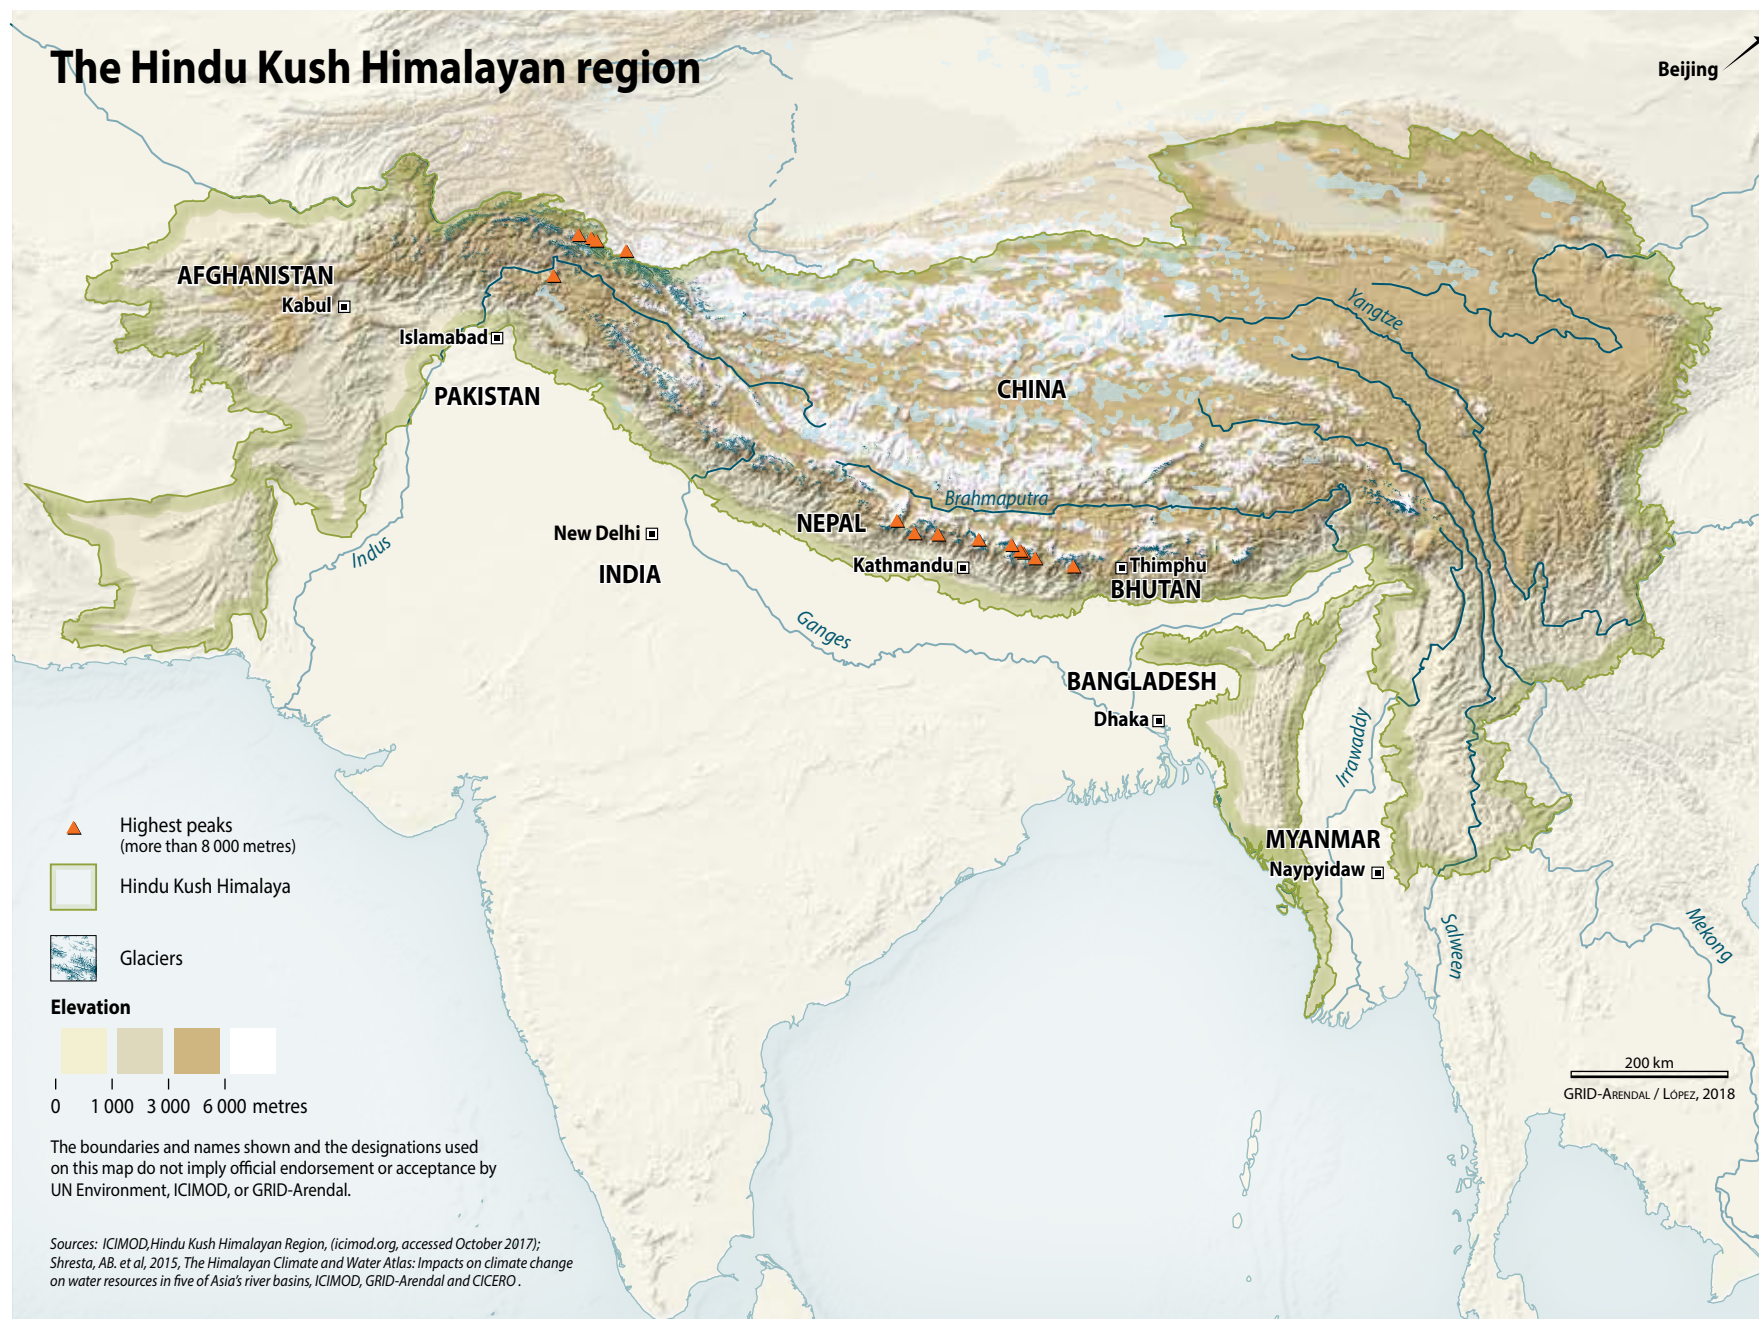 The Hindu Kush Himalayan region
Beijing
AFGHANISTAN
Kabul
Islamabad
PAKISTAN
CHINA
Yangtze
Brahmaputra
NEPAL
New Delhi
INDIA
Indus
Kathmandu
Thimphu
BHUTAN
Ganges
BANGLADESH
Dhaka
Irrawaddy
MYANMAR
Naypyidaw
Salween
Mekong
Highest peaks
(more than 8 000 metres)
Hindu Kush Himalaya
Glaciers
Elevation
0 1 000 3 000 6 000 metres
200 km
GRID-Arendal / López, 2018
The boundaries and names shown and the designations used
on this map do not imply official endorsement or acceptance by
UN Environment, ICIMOD, or GRID-Arendal.
Sources: ICIMOD,Hindu Kush Himalayan Region, (icimod.org, accessed October 2017);
Shresta, AB. et al, 2015, The Himalayan Climate and Water Atlas: Impacts on climate change
on water resources in five of Asia's river basins, ICIMOD, GRID-Arendal and CICERO .